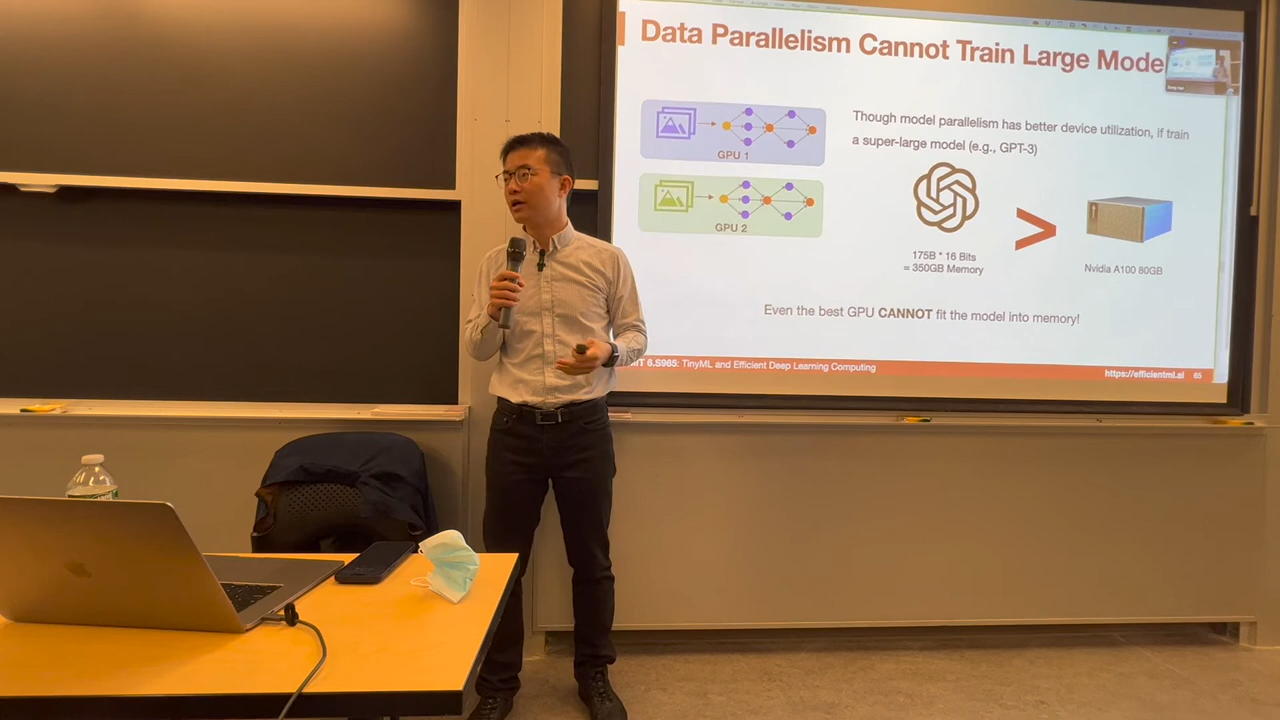 Data Parallelism Cannot Train Large Mode
GPU 1
GPU 2
Though model parallelism has better device utilization, if train
a super-large model (e.g., GPT-3)
175B * 16 Bits
= 350GB Memory
>
Nvidia A100 80GB
Even the best GPU CANNOT fit the model into memory!
MIT 6.S965: TinyML and Efficient Deep Learning Computing
https://efficientml.ai 65